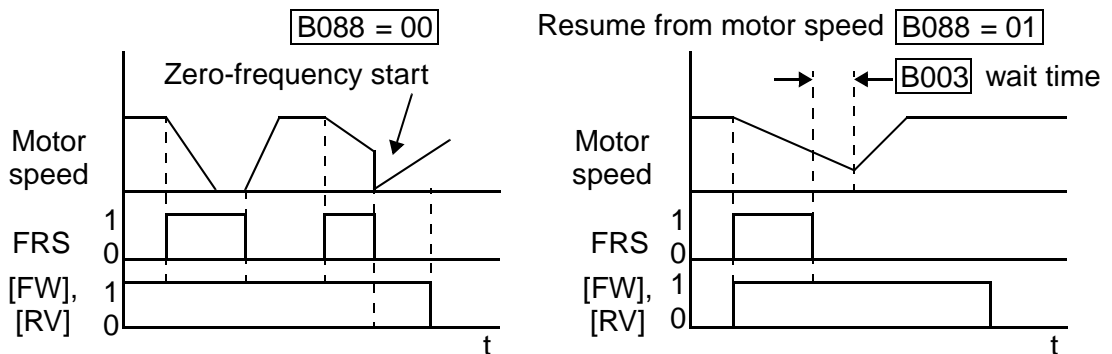 B088 = 00
Zero-frequency start
Motor
speed
FRS
1
0
[FW],
[RV]
1
0
t
Resume from motor speed B088 = 01
B003 wait time
Motor
speed
FRS
1
0
[FW],
[RV]
1
0
t